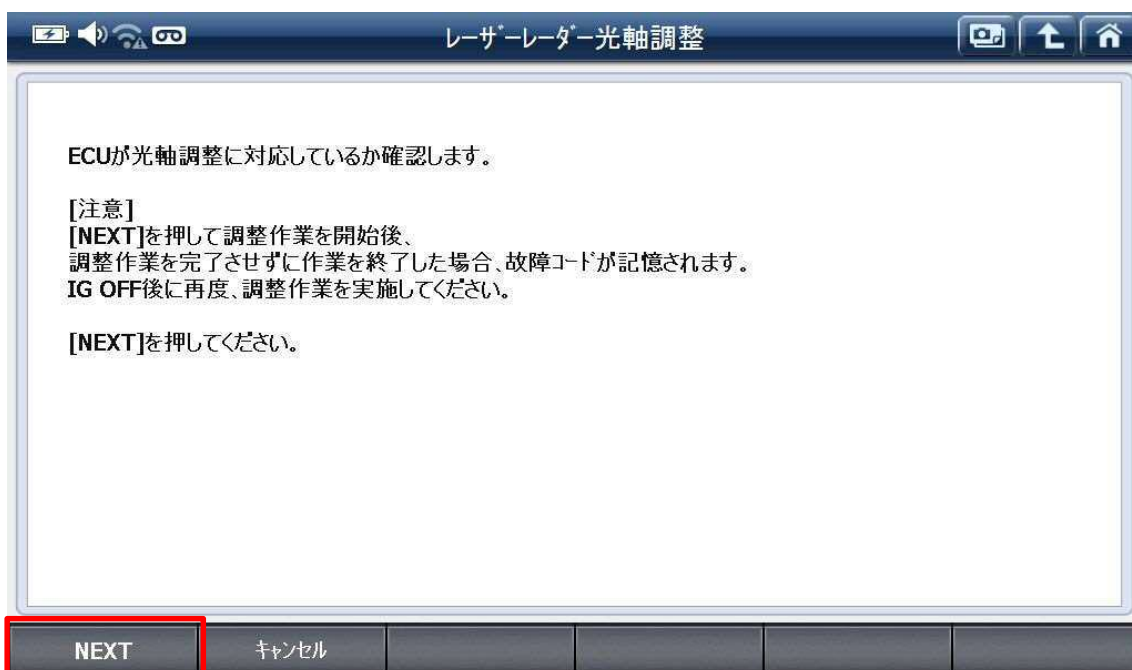 レーザーレーダー光軸調整
ECUが光軸調整に対応しているか確認します。
[注意]
[NEXT]を押して調整作業を開始後、
調整作業を完了させずに作業を終了した場合、故障コードが記憶されます。
IG OFF後に再度、調整作業を実施してください。
[NEXT]を押してください。
NEXT
キャンセル